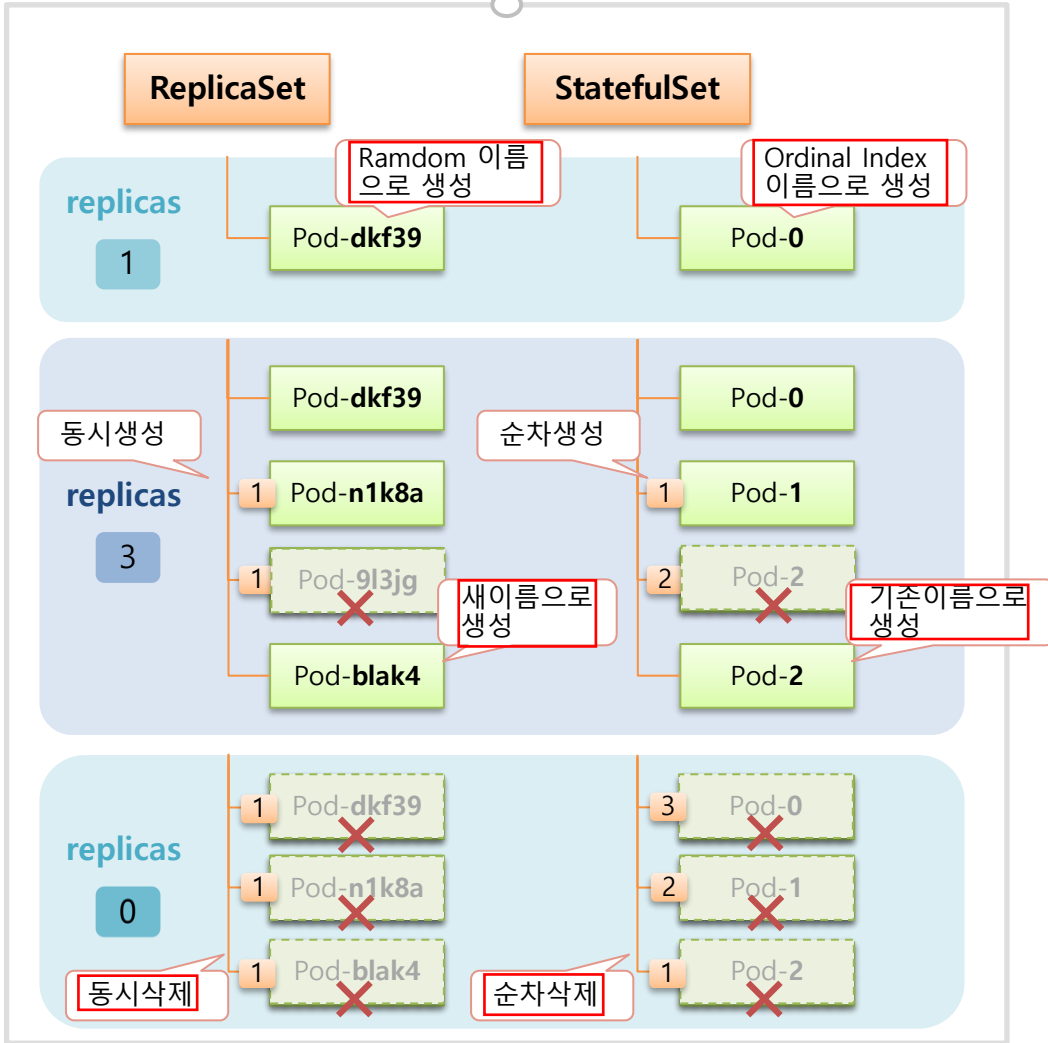 ReplicaSet
StatefulSet
Ramdom 이름
으로 생성
Ordinal Index
이름으로 생성
replicas
1
Pod-dkf39
Pod-0
Pod-dkf39
Pod-0
동시생성
순차생성
replicas
3
1
Pod-n1k8a
1
Pod-1
1
Pod-9l3jg
2
Pod-2
새이름으로
생성
기존이름으로
생성
Pod-blak4
Pod-2
replicas
0
1
Pod-dkf39
3
Pod-0
1
Pod-n1k8a
2
Pod-1
1
Pod-blak4
1
Pod-2
동시삭제
순차삭제